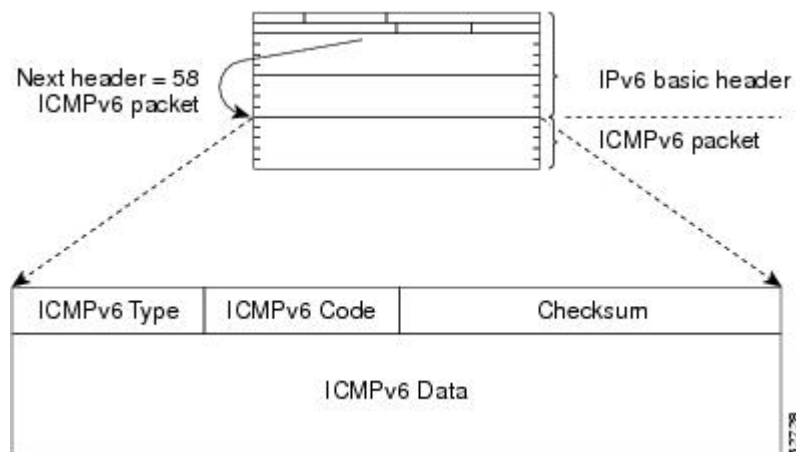 Next header = 58
ICMPv6 packet
IPv6 basic header
ICMPv6 packet
ICMPv6 Type
ICMPv6 Code
Checksum
ICMPv6 Data